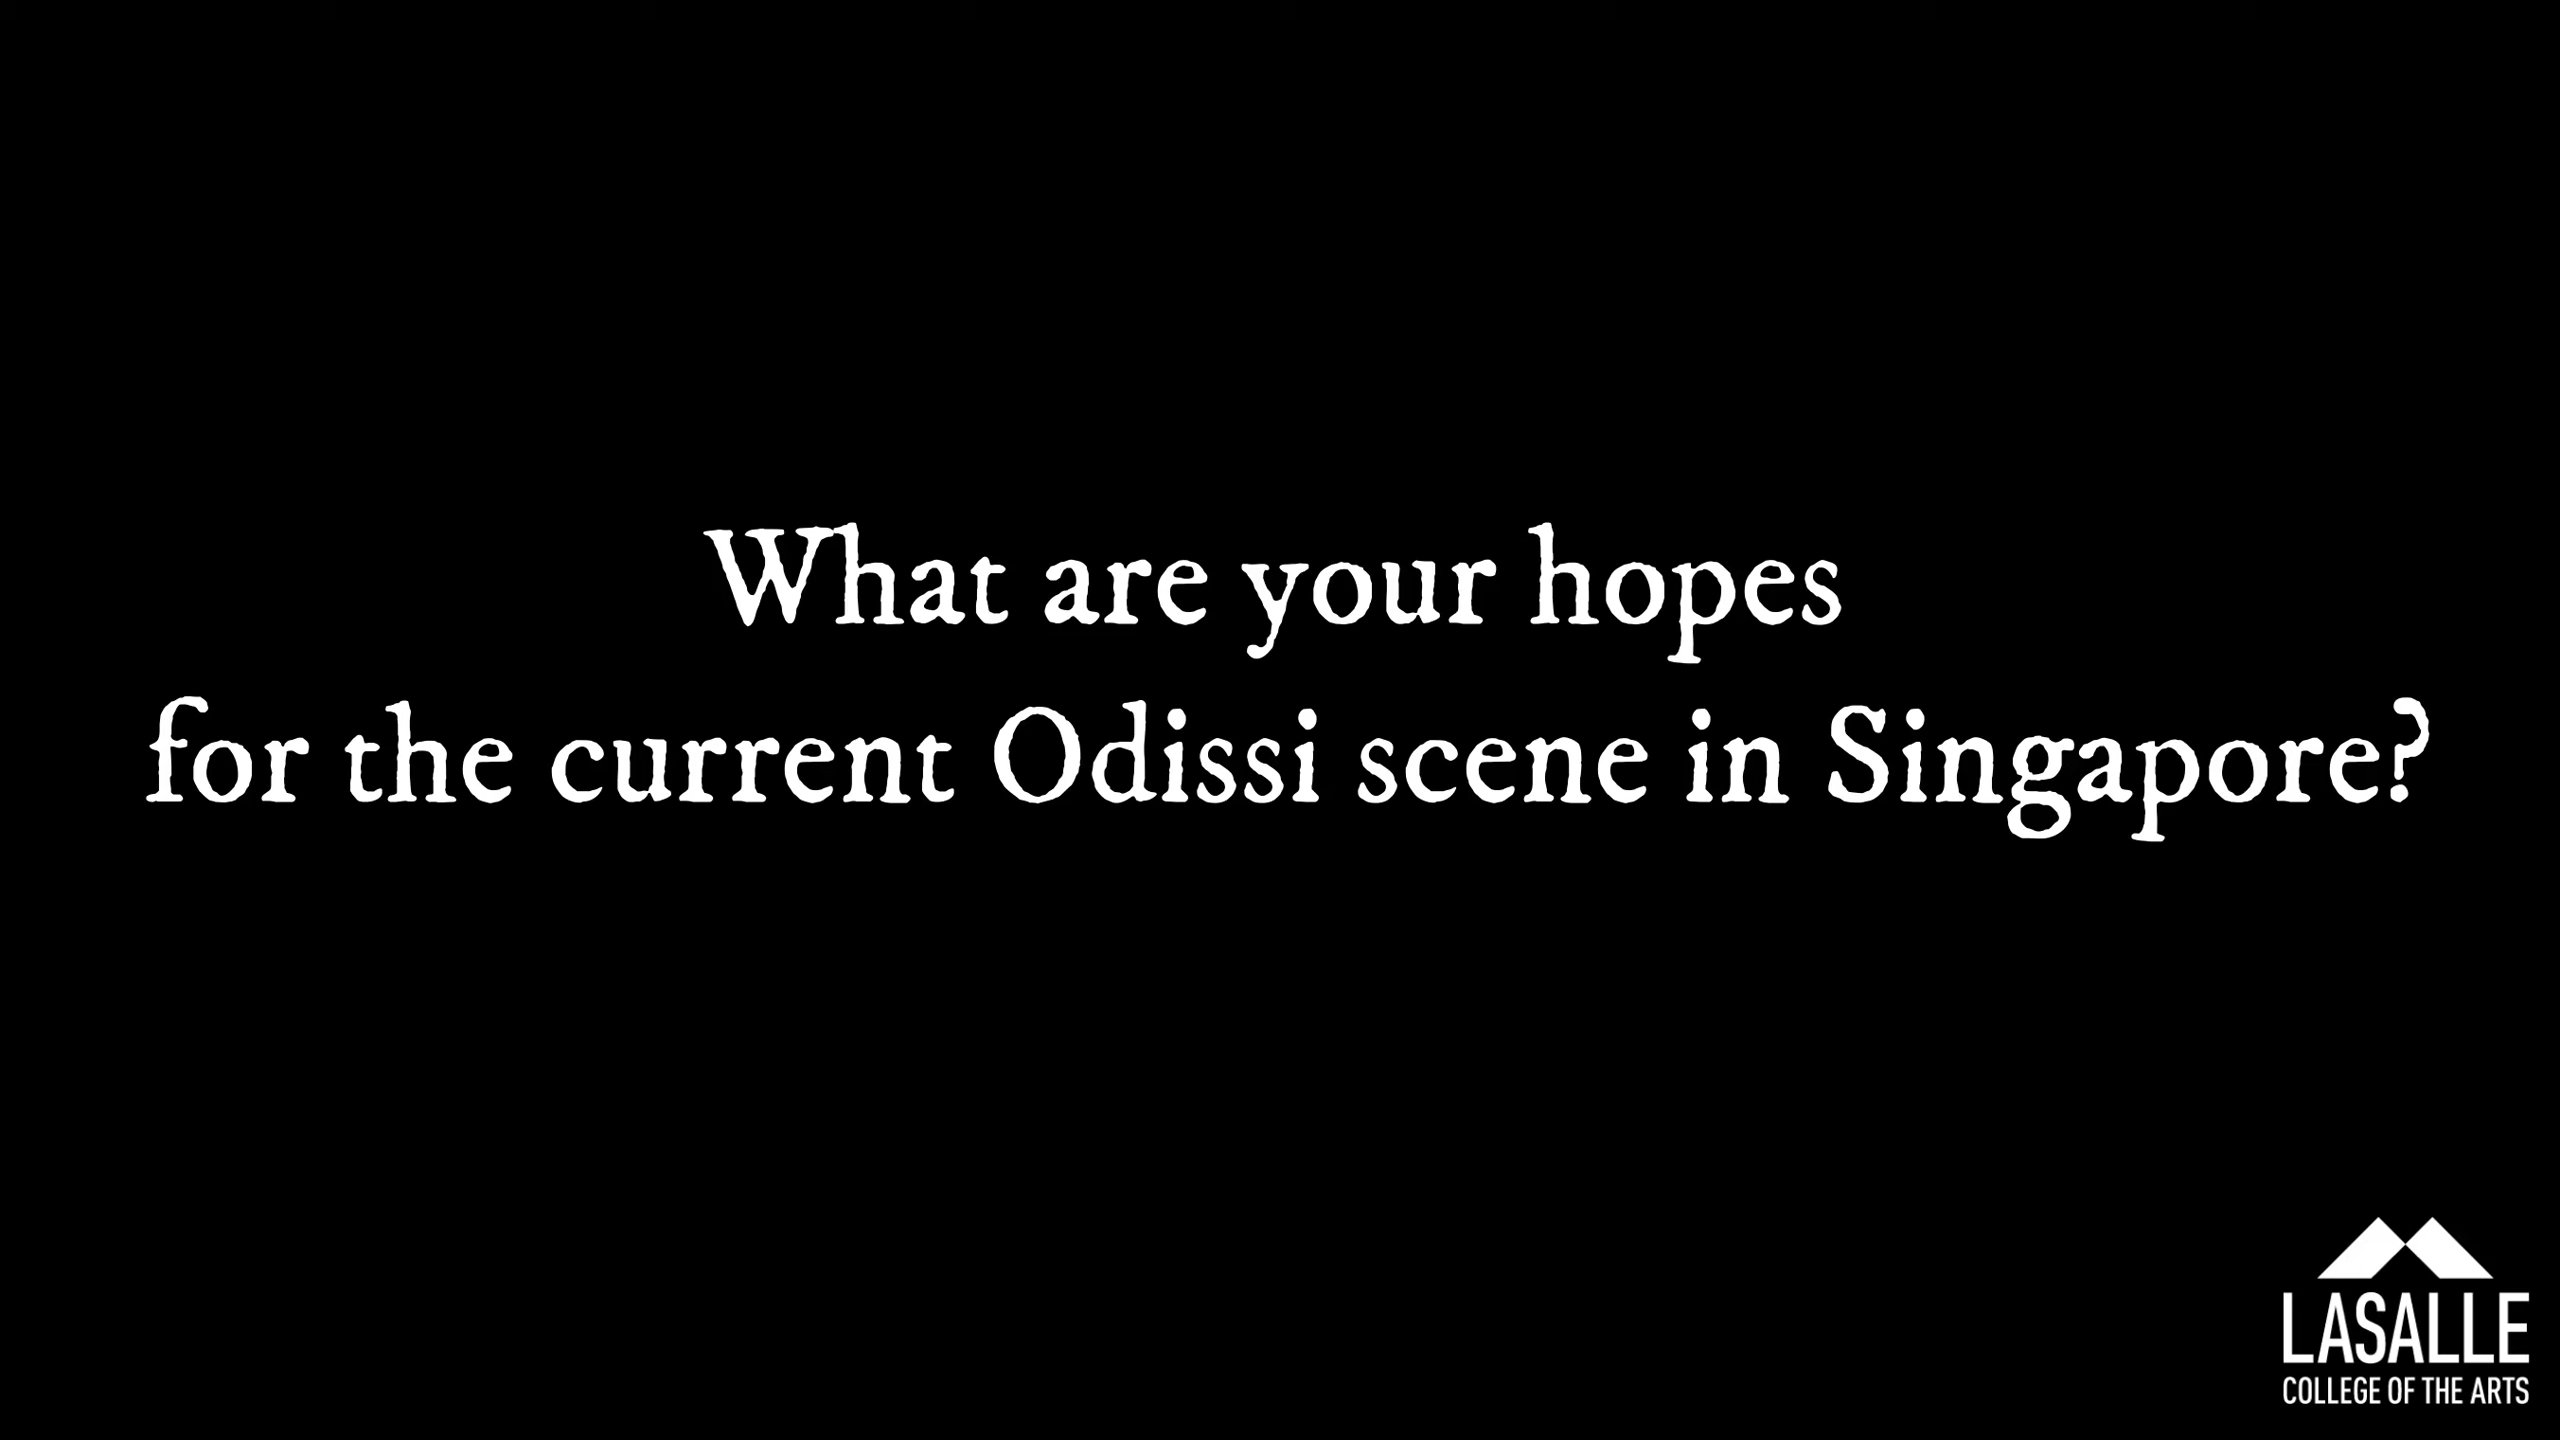 What are your hopes
for the current Odissi scene in Singapore?
LASALLE
COLLEGE OF THE ARTS